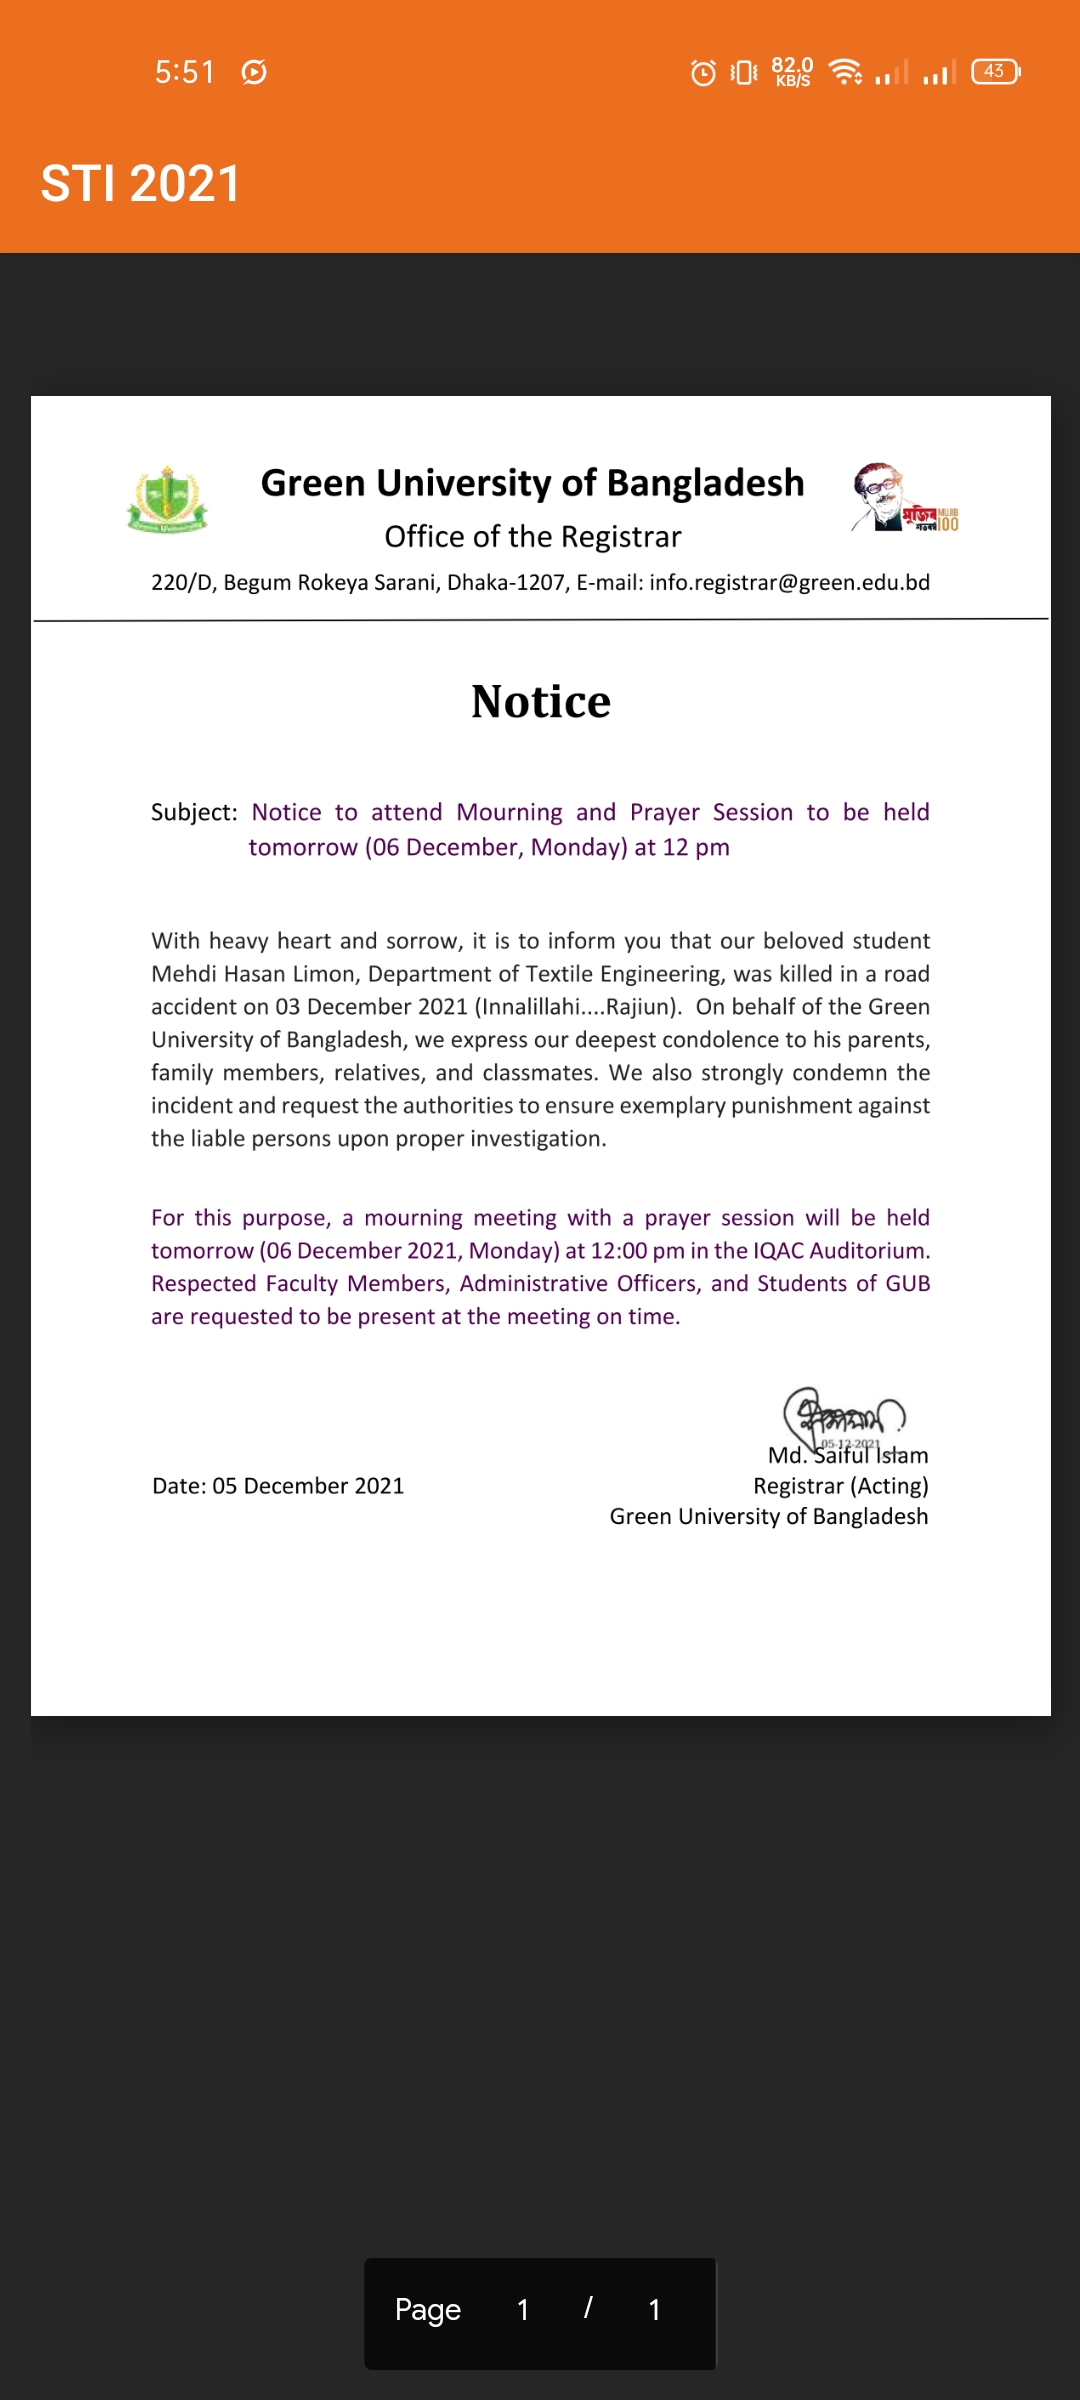 5:51
82.0
KB/S
43
STI 2021
Green University of Bangladesh
মুজিব MUJIB
শতবর্ষ 100
Office of the Registrar
220/D, Begum Rokeya Sarani, Dhaka-1207, E-mail: info.registrar@green.edu.bd
Notice
Subject: Notice to attend Mourning and Prayer Session to be held
tomorrow (06 December, Monday) at 12 pm
With heavy heart and sorrow, it is to inform you that our beloved student
Mehdi Hasan Limon, Department of Textile Engineering, was killed in a road
accident on 03 December 2021 (Innalillahi....Rajiun). On behalf of the Green
University of Bangladesh, we express our deepest condolence to his parents,
family members, relatives, and classmates. We also strongly condemn the
incident and request the authorities to ensure exemplary punishment against
the liable persons upon proper investigation.
For this purpose, a mourning meeting with a prayer session will be held
tomorrow (06 December 2021, Monday) at 12:00 pm in the IQAC Auditorium.
Respected Faculty Members, Administrative Officers, and Students of GUB
are requested to be present at the meeting on time.
05-12-2021
Md. Saiful Islam
Date: 05 December 2021
Registrar (Acting)
Green University of Bangladesh
Page 1 / 1